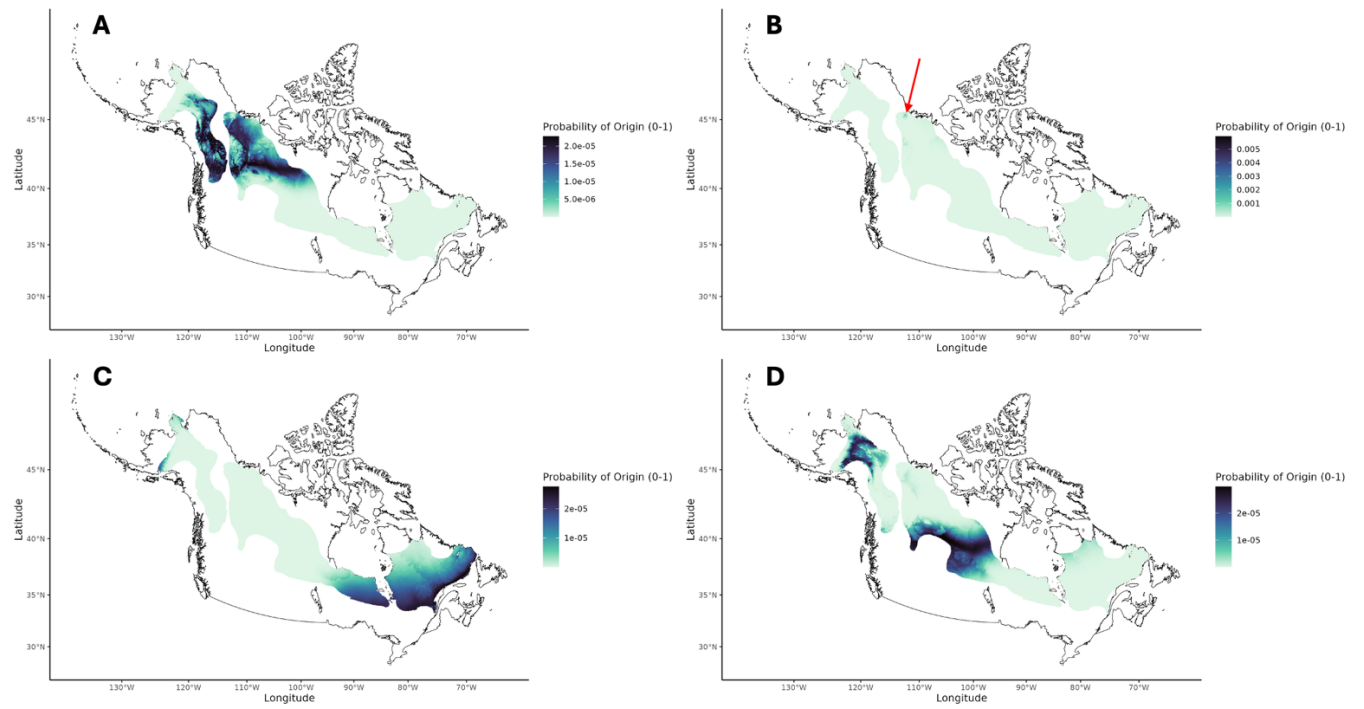 A
Latitude
45°N
40°N
35°N
30°N
130°W 120°W 110°W 100°W 90°W 80°W 70°W
Longitude
Probability of Origin (0-1)
2.0e-05
1.5e-05
1.0e-05
5.0e-06
B
Latitude
45°N
40°N
35°N
30°N
130°W 120°W 110°W 100°W 90°W 80°W 70°W
Longitude
Probability of Origin (0-1)
0.005
0.004
0.003
0.002
0.001
C
Latitude
45°N
40°N
35°N
30°N
130°W 120°W 110°W 100°W 90°W 80°W 70°W
Longitude
Probability of Origin (0-1)
2e-05
1e-05
D
Latitude
45°N
40°N
35°N
30°N
130°W 120°W 110°W 100°W 90°W 80°W 70°W
Longitude
Probability of Origin (0-1)
2e-05
1e-05